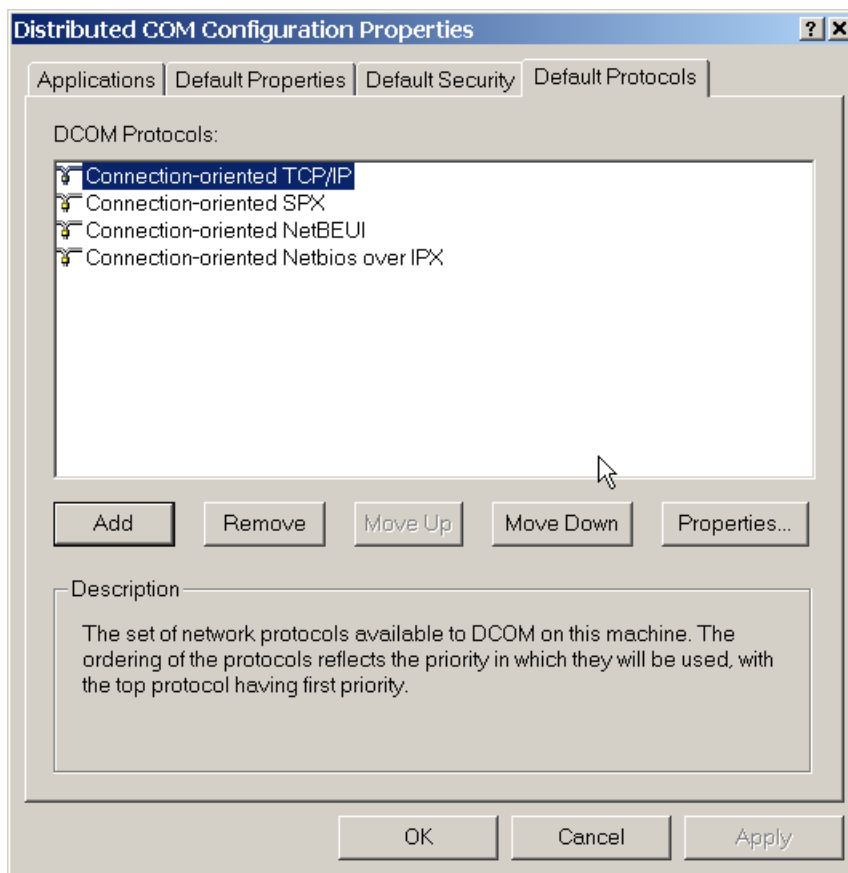 Distributed COM Configuration Properties
Applications
Default Properties
Default Security
Default Protocols
DCOM Protocols:
Connection-oriented TCP/IP
Connection-oriented SPX
Connection-oriented NetBEUI
Connection-oriented Netbios over IPX
Add
Remove
Move Up
Move Down
Properties...
Description
The set of network protocols available to DCOM on this machine. The
ordering of the protocols reflects the priority in which they will be used, with
the top protocol having first priority.
OK
Cancel
Apply